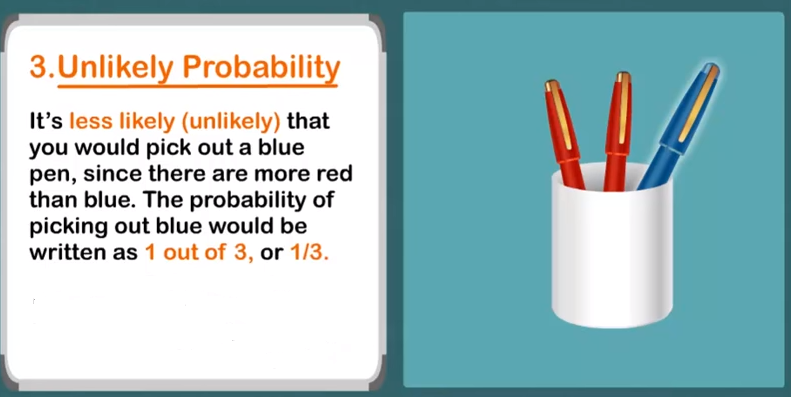 3.Unlikely Probability
It's less likely (unlikely) that
you would pick out a blue
pen, since there are more red
than blue. The probability of
picking out blue would be
written as 1 out of 3, or 1/3.